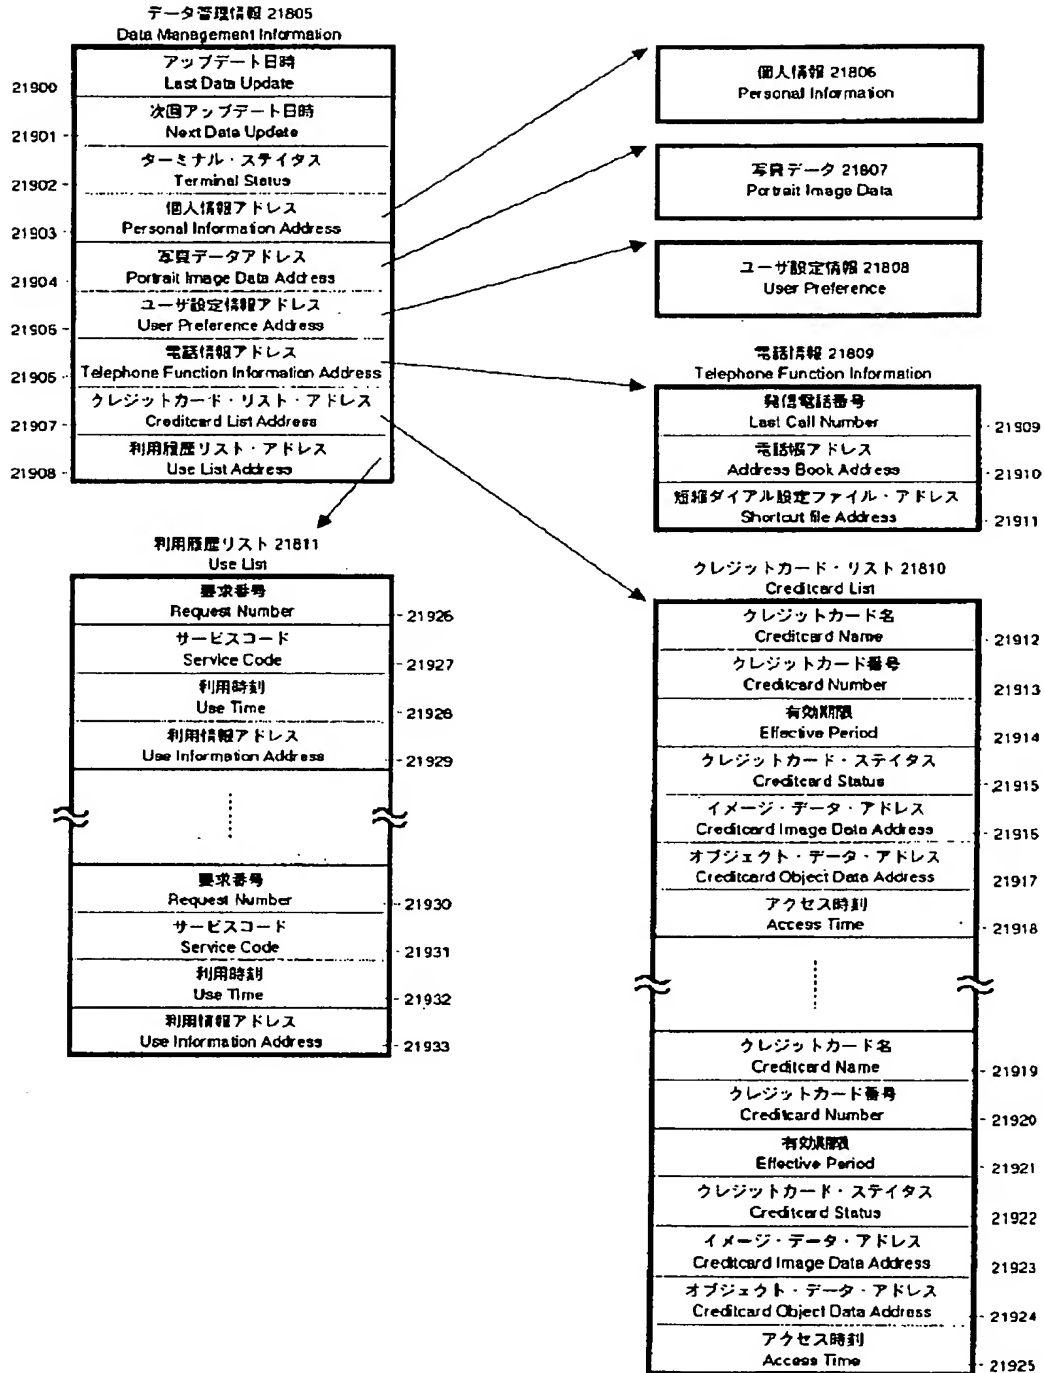 データ管理情報 21805
Data Management Information
アップデート日時
Last Data Update
21900
次回アップデート日時
Next Data Update
21901
ターミナル・ステイタス
Terminal Status
21902
個人情報アドレス
Personal Information Address
21903
写真データアドレス
Portrait Image Data Address
21904
ユーザ設定情報アドレス
User Preference Address
21905
電話情報アドレス
Telephone Function Information Address
21906
クレジットカード・リスト・アドレス
Creditcard List Address
21907
利用履歴リスト・アドレス
Use List Address
21908
個人情報 21806
Personal Information
写真データ 21807
Portrait Image Data
ユーザ設定情報 21808
User Preference
電話情報 21809
Telephone Function Information
発信電話番号
Last Call Number
21909
電話帳アドレス
Address Book Address
21910
短縮ダイアル設定ファイル・アドレス
Shortcut file Address
21911
利用履歴リスト 21811
Use List
要求番号
Request Number
21926
サービスコード
Service Code
21927
利用時刻
Use Time
21928
利用情報アドレス
Use Information Address
21929
要求番号
Request Number
21930
サービスコード
Service Code
21931
利用時刻
Use Time
21932
利用情報アドレス
Use Information Address
21933
クレジットカード・リスト 21810
Creditcard List
クレジットカード名
Creditcard Name
21912
クレジットカード番号
Creditcard Number
21913
有効期限
Effective Period
21914
クレジットカード・ステイタス
Creditcard Status
21915
イメージ・データ・アドレス
Creditcard Image Data Address
21916
オブジェクト・データ・アドレス
Creditcard Object Data Address
21917
アクセス時刻
Access Time
21918
クレジットカード名
Creditcard Name
21919
クレジットカード番号
Creditcard Number
21920
有効期限
Effective Period
21921
クレジットカード・ステイタス
Creditcard Status
21922
イメージ・データ・アドレス
Creditcard Image Data Address
21923
オブジェクト・データ・アドレス
Creditcard Object Data Address
21924
アクセス時刻
Access Time
21925